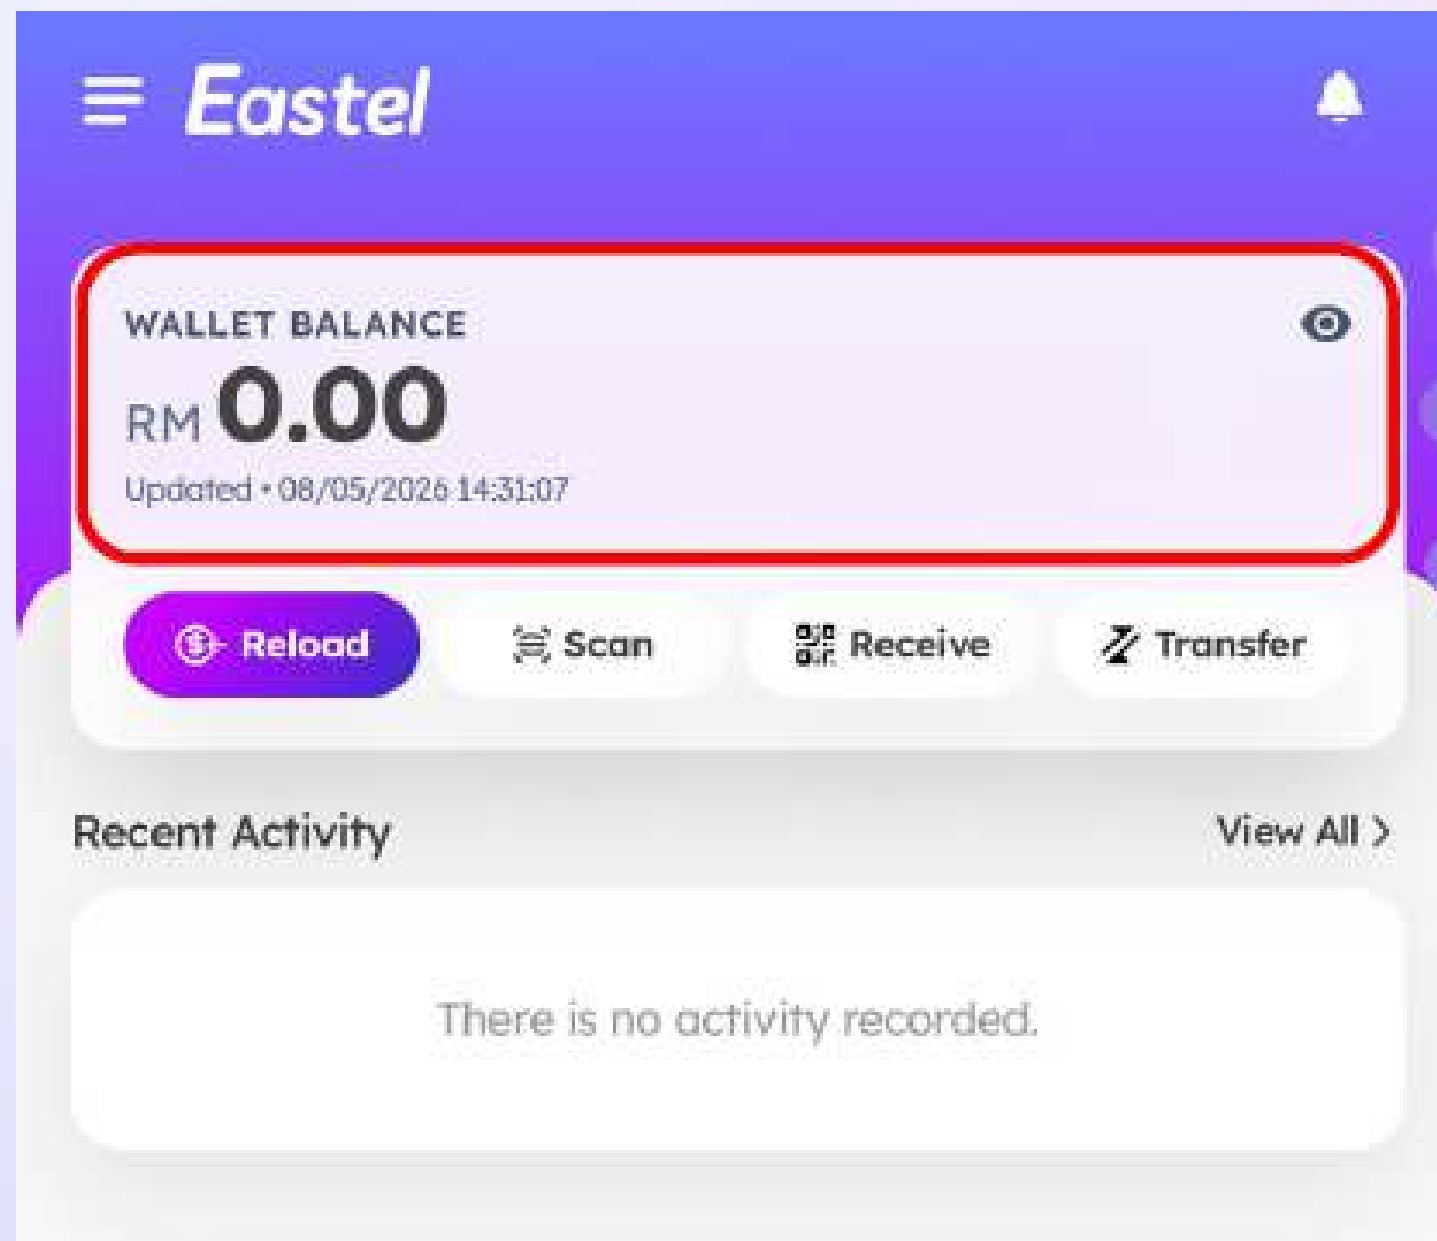 Eastel
WALLET BALANCE
RM 0.00
Updated • 08/05/2026 14:31:07
Reload Scan Receive Transfer
Recent Activity View All >
There is no activity recorded.